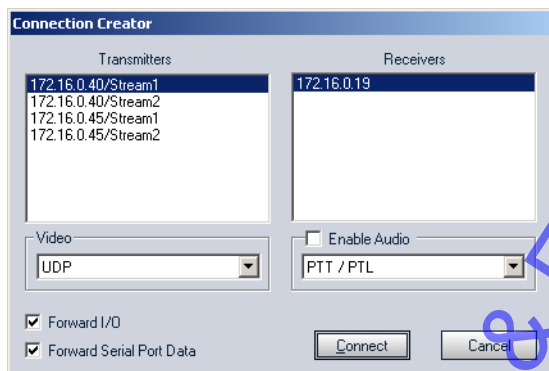 Connection Creator
Transmitters
172.16.0.40/Stream1
172.16.0.40/Stream2
172.16.0.45/Stream1
172.16.0.45/Stream2
Receivers
172.16.0.19
Video
UDP
Enable Audio
PTT / PTL
Forward I/O
Forward Serial Port Data
Connect
Cancel
&